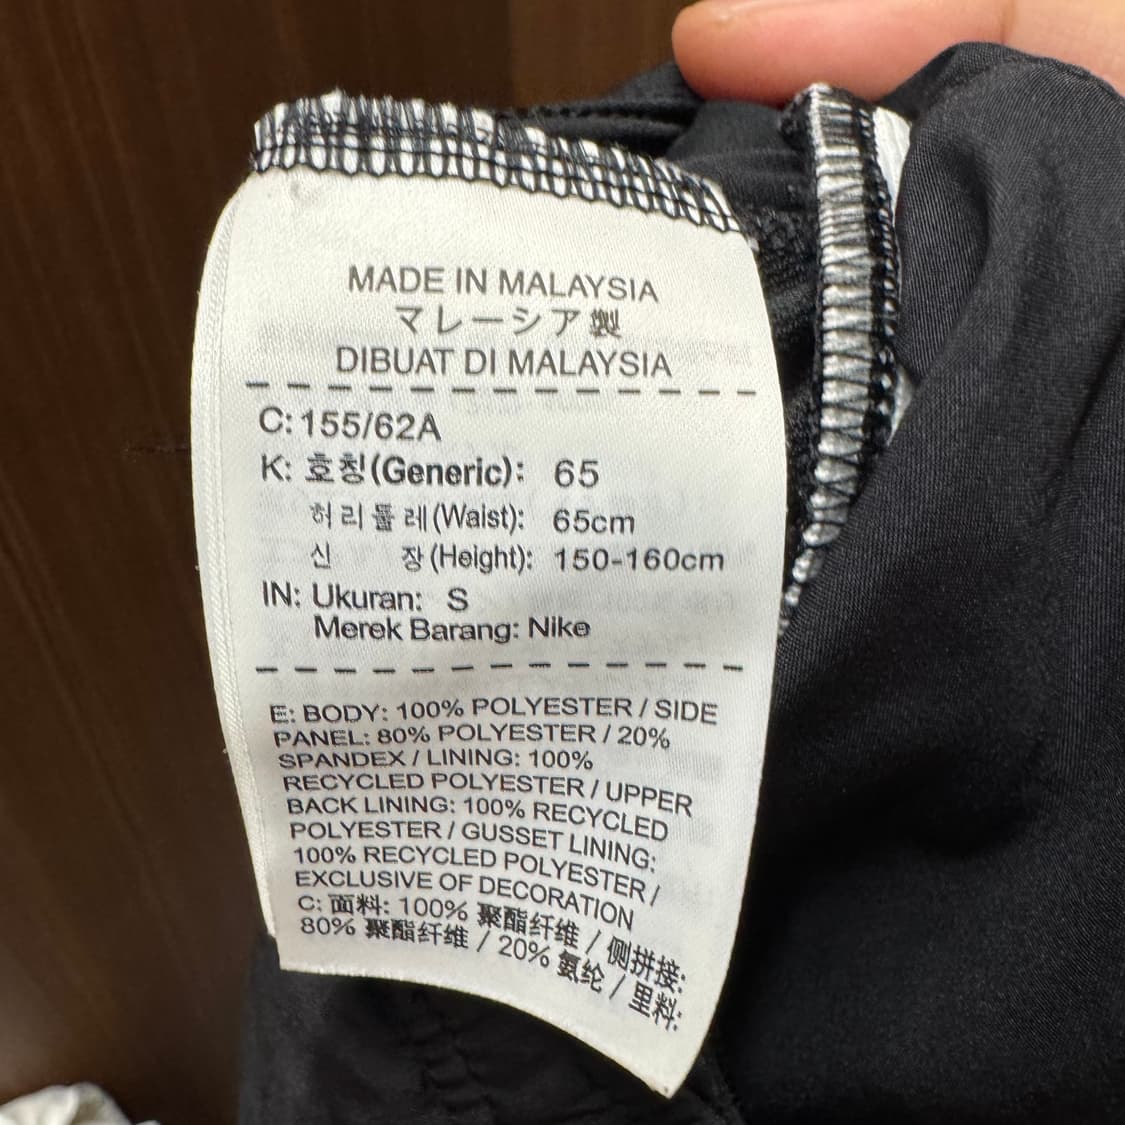 MADE IN MALAYSIA
マレーシア製
DIBUAT DI MALAYSIA
C: 155/62A
K: 호칭(Generic): 65
허리둘레(Waist): 65cm
신 장(Height): 150-160cm
IN: Ukuran: S
Merek Barang: Nike
E: BODY: 100% POLYESTER / SIDE
PANEL: 80% POLYESTER / 20%
SPANDEX / LINING: 100%
RECYCLED POLYESTER / UPPER
BACK LINING: 100% RECYCLED
POLYESTER / GUSSET LINING:
100% RECYCLED POLYESTER /
EXCLUSIVE OF DECORATION
C: 面料: 100% 聚酯纤维 / 侧拼接:
80% 聚酯纤维 / 20% 氨纶 / 里料: